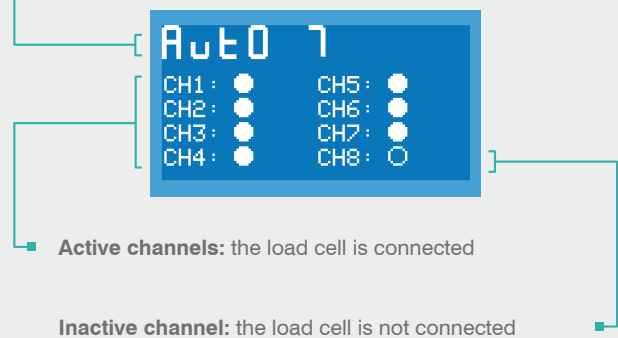 AutO 7
CH1: CH5:
CH2: CH6:
CH3: CH7:
CH4: CH8:
Active channels: the load cell is connected
Inactive channel: the load cell is not connected